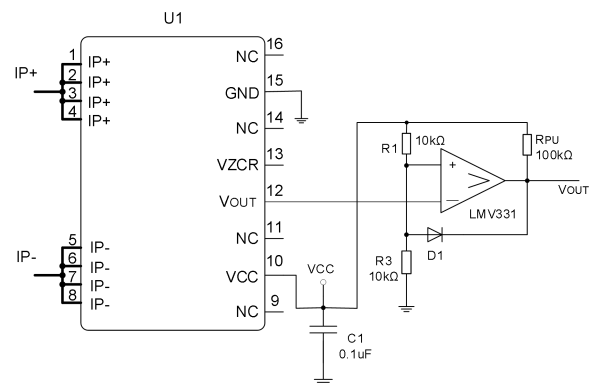 U1
IP+
1 IP+
2 IP+
3 IP+
4 IP+
IP-
5 IP-
6 IP-
7 IP-
8 IP-
16 NC
15 GND
14 NC
13 VZCR
12 VOUT
11 NC
10 VCC
9 NC
VCC
C1
0.1uF
R1
10kΩ
RPU
100kΩ
+
>
—
LMV331
VOUT
D1
R3
10kΩ